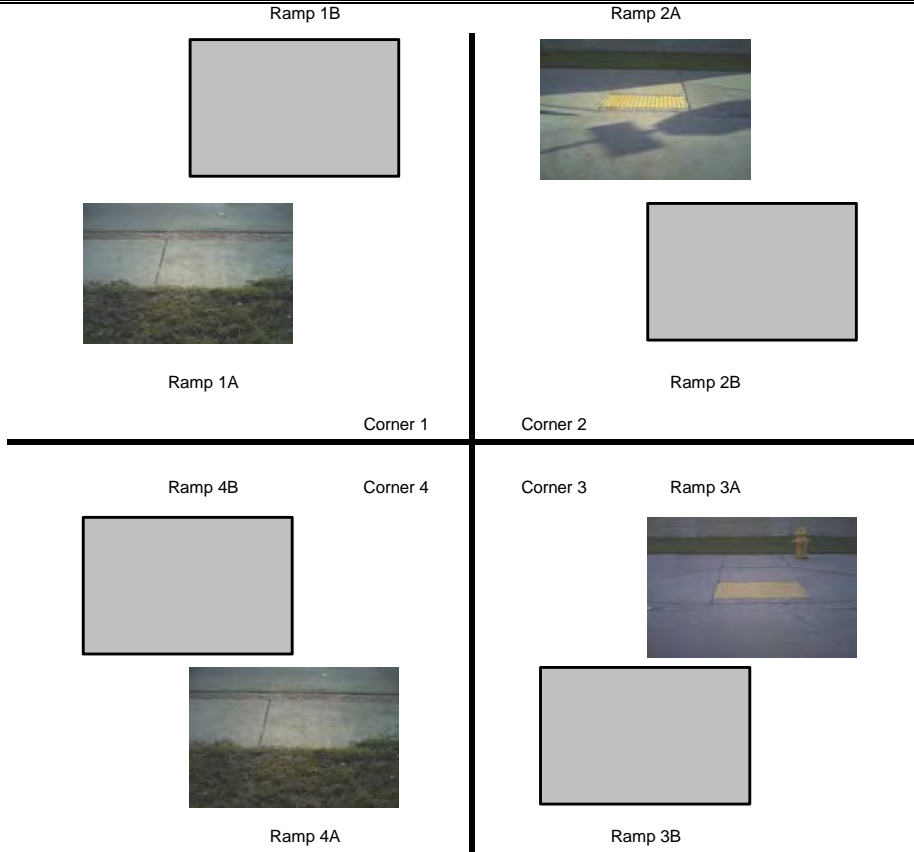 Ramp 1B
Ramp 2A
Ramp 1A
Ramp 2B
Corner 1
Corner 2
Ramp 4B
Corner 4
Corner 3
Ramp 3A
Ramp 4A
Ramp 3B